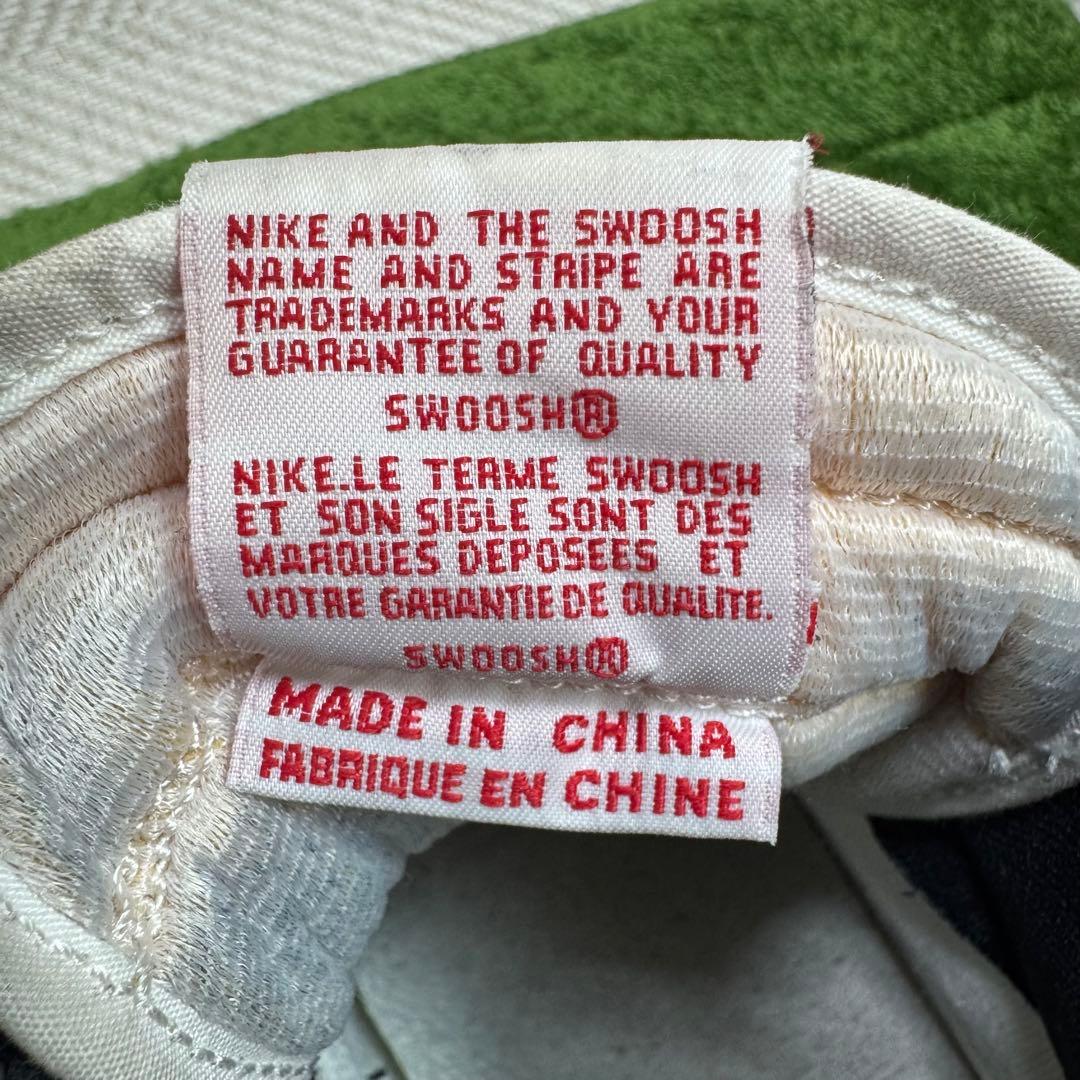 NIKE AND THE SWOOSH
NAME AND STRIPE ARE
TRADEMARKS AND YOUR
GUARANTEE OF QUALITY
SWOOSH®
NIKE.LE TERME SWOOSH
ET SON SIGLE SONT DES
MARQUES DEPOSEES ET
VOTRE GARANTIE DE QUALITE.
SWOOSH®
MADE IN CHINA
FABRIQUE EN CHINE